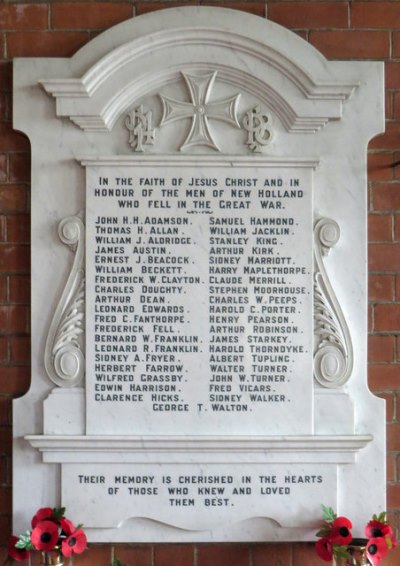 IN THE FAITH OF JESUS CHRIST AND IN
HONOUR OF THE MEN OF NEW HOLLAND
WHO FELL IN THE GREAT WAR.
JOHN H.H. ADAMSON. SAMUEL HAMMOND.
THOMAS H. ALLAN. WILLIAM JACKLIN.
WILLIAM J. ALDRIDGE. STANLEY KING.
JAMES AUSTIN. ARTHUR KIRK.
ERNEST J. BEACOCK. SIDNEY MARRIOTT.
WILLIAM BECKETT. HARRY MAPLETHORPE.
FREDERICK W. CLAYTON. CLAUDE MERRILL.
CHARLES DOUGHTY. STEPHEN MOORHOUSE.
ARTHUR DEAN. CHARLES W. PEEPS.
LEONARD EDWARDS. HAROLD C. PORTER.
FRED C. FANTHORPE. HENRY PEARSON.
FREDERICK FELL. ARTHUR ROBINSON.
BERNARD W. FRANKLIN. JAMES STARKEY.
LEONARD R. FRANKLIN. HAROLD THORNDYKE.
SIDNEY A. FRYER. ALBERT TUPLING.
HERBERT FARROW. WALTER TURNER.
WILFRED GRASSBY. JOHN W. TURNER.
EDWIN HARRISON. FRED VICARS.
CLARENCE HICKS. SIDNEY WALKER.
GEORGE T. WALTON.
THEIR MEMORY IS CHERISHED IN THE HEARTS
OF THOSE WHO KNEW AND LOVED
THEM BEST.